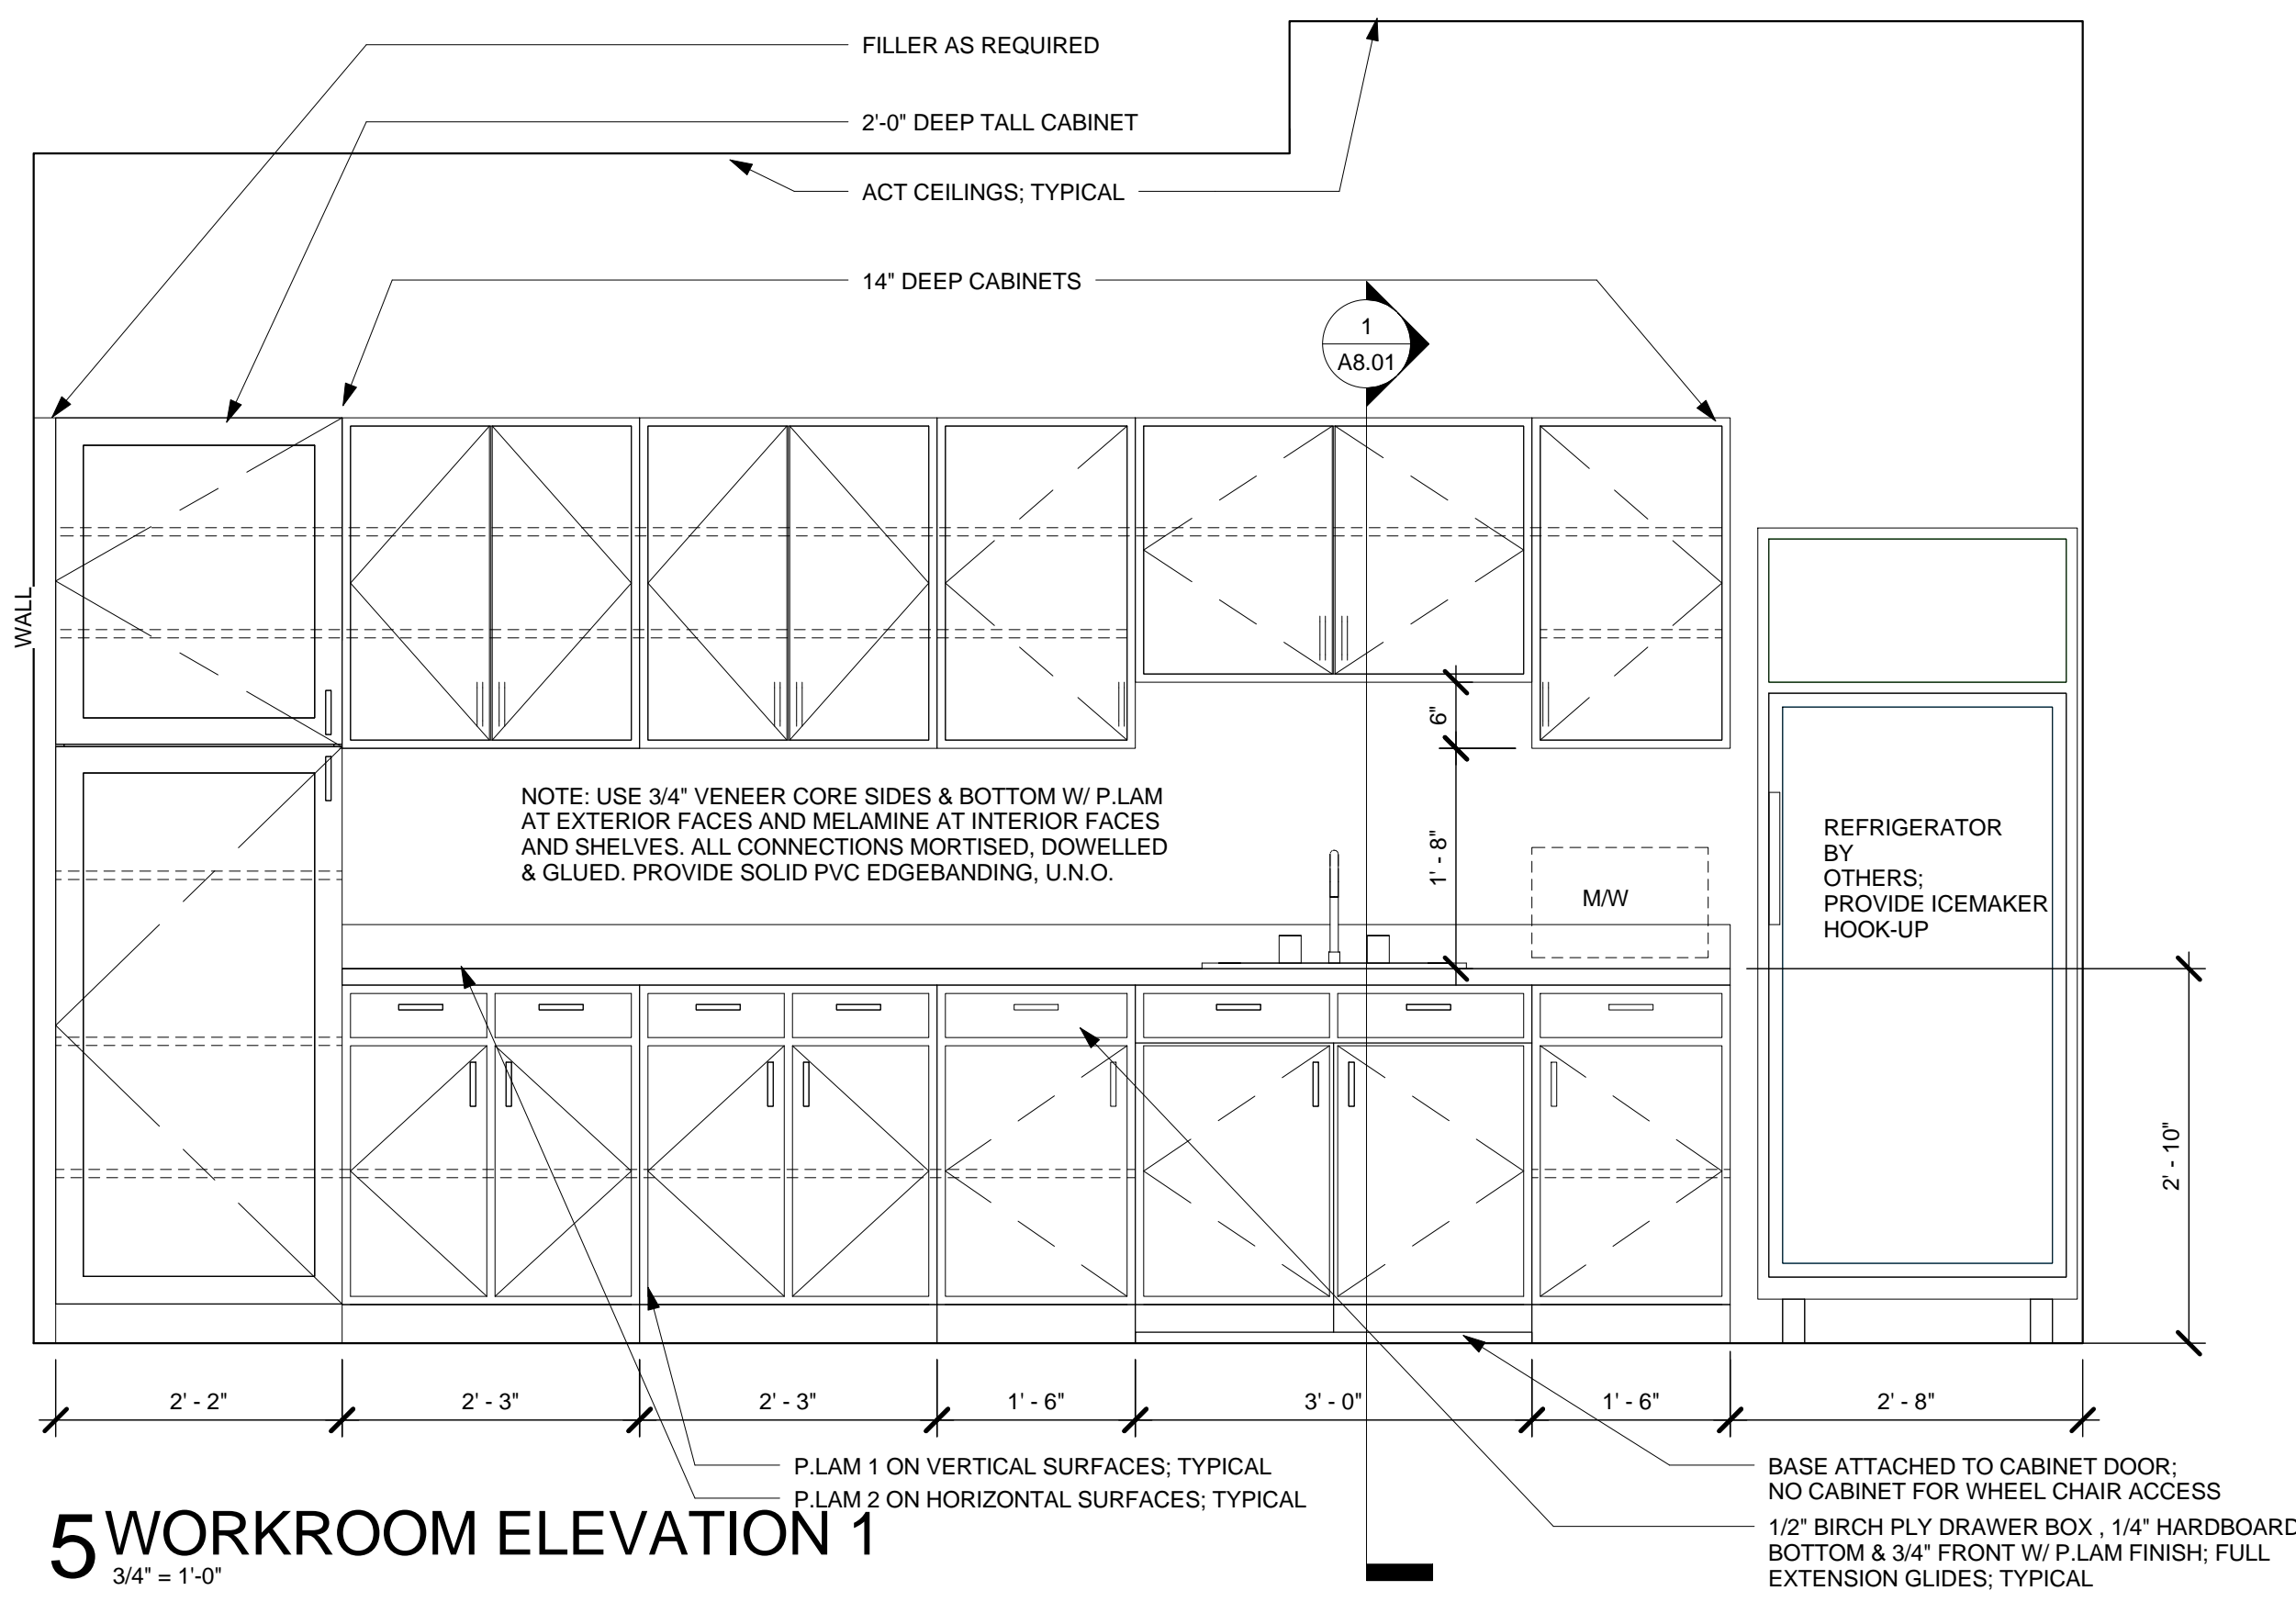 FILLER AS REQUIRED
2'-0" DEEP TALL CABINET
ACT CEILINGS; TYPICAL
14" DEEP CABINETS
1
A8.01
WALL
6"
1' - 8"
NOTE: USE 3/4" VENEER CORE SIDES & BOTTOM W/ P.LAM
AT EXTERIOR FACES AND MELAMINE AT INTERIOR FACES
AND SHELVES. ALL CONNECTIONS MORTISED, DOWELLED
& GLUED. PROVIDE SOLID PVC EDGEBANDING, U.N.O.
M/W
REFRIGERATOR
BY
OTHERS;
PROVIDE ICEMAKER
HOOK-UP
2' - 10"
2' - 2"
2' - 3"
2' - 3"
1' - 6"
3' - 0"
1' - 6"
2' - 8"
P.LAM 1 ON VERTICAL SURFACES; TYPICAL
P.LAM 2 ON HORIZONTAL SURFACES; TYPICAL
BASE ATTACHED TO CABINET DOOR;
NO CABINET FOR WHEEL CHAIR ACCESS
1/2" BIRCH PLY DRAWER BOX , 1/4" HARDBOARD
BOTTOM & 3/4" FRONT W/ P.LAM FINISH; FULL
EXTENSION GLIDES; TYPICAL
5 WORKROOM ELEVATION 1
3/4" = 1'-0"